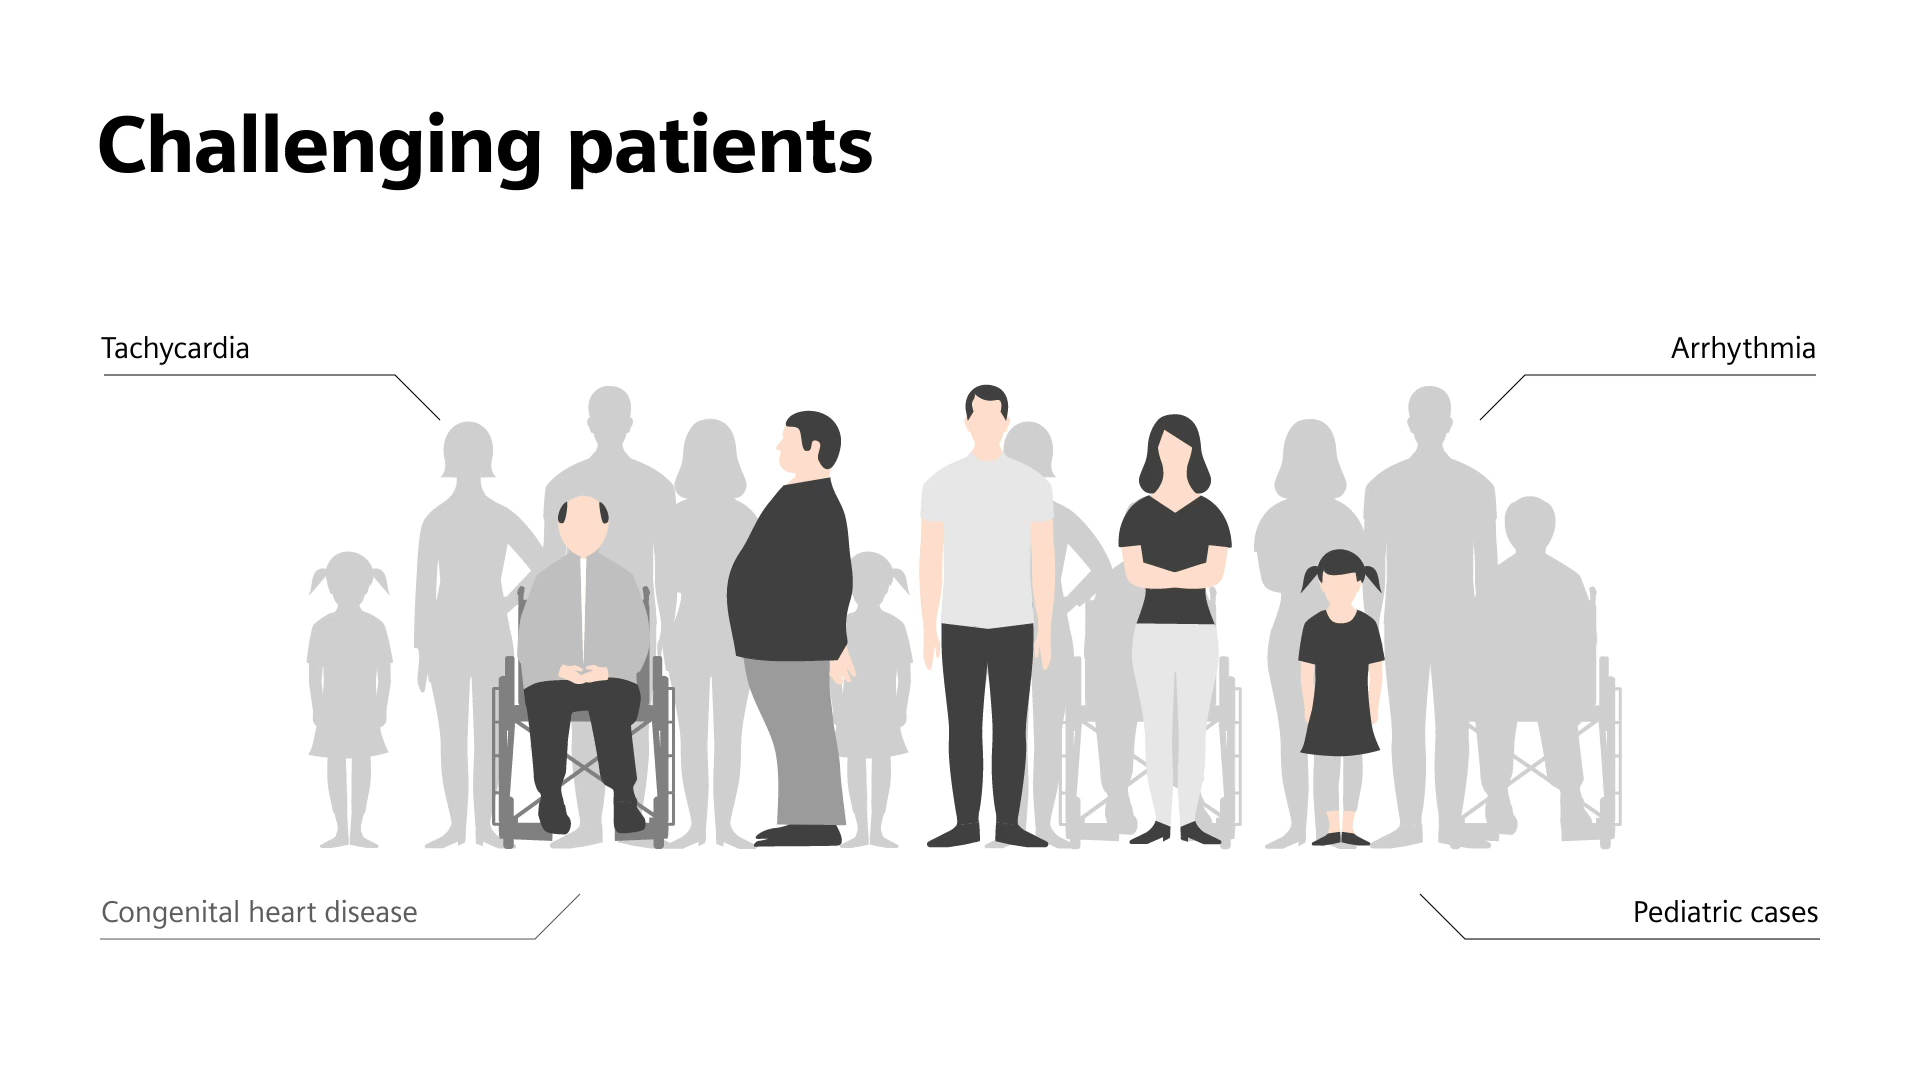 Challenging patients
Tachycardia
Arrhythmia
Congenital heart disease
Pediatric cases